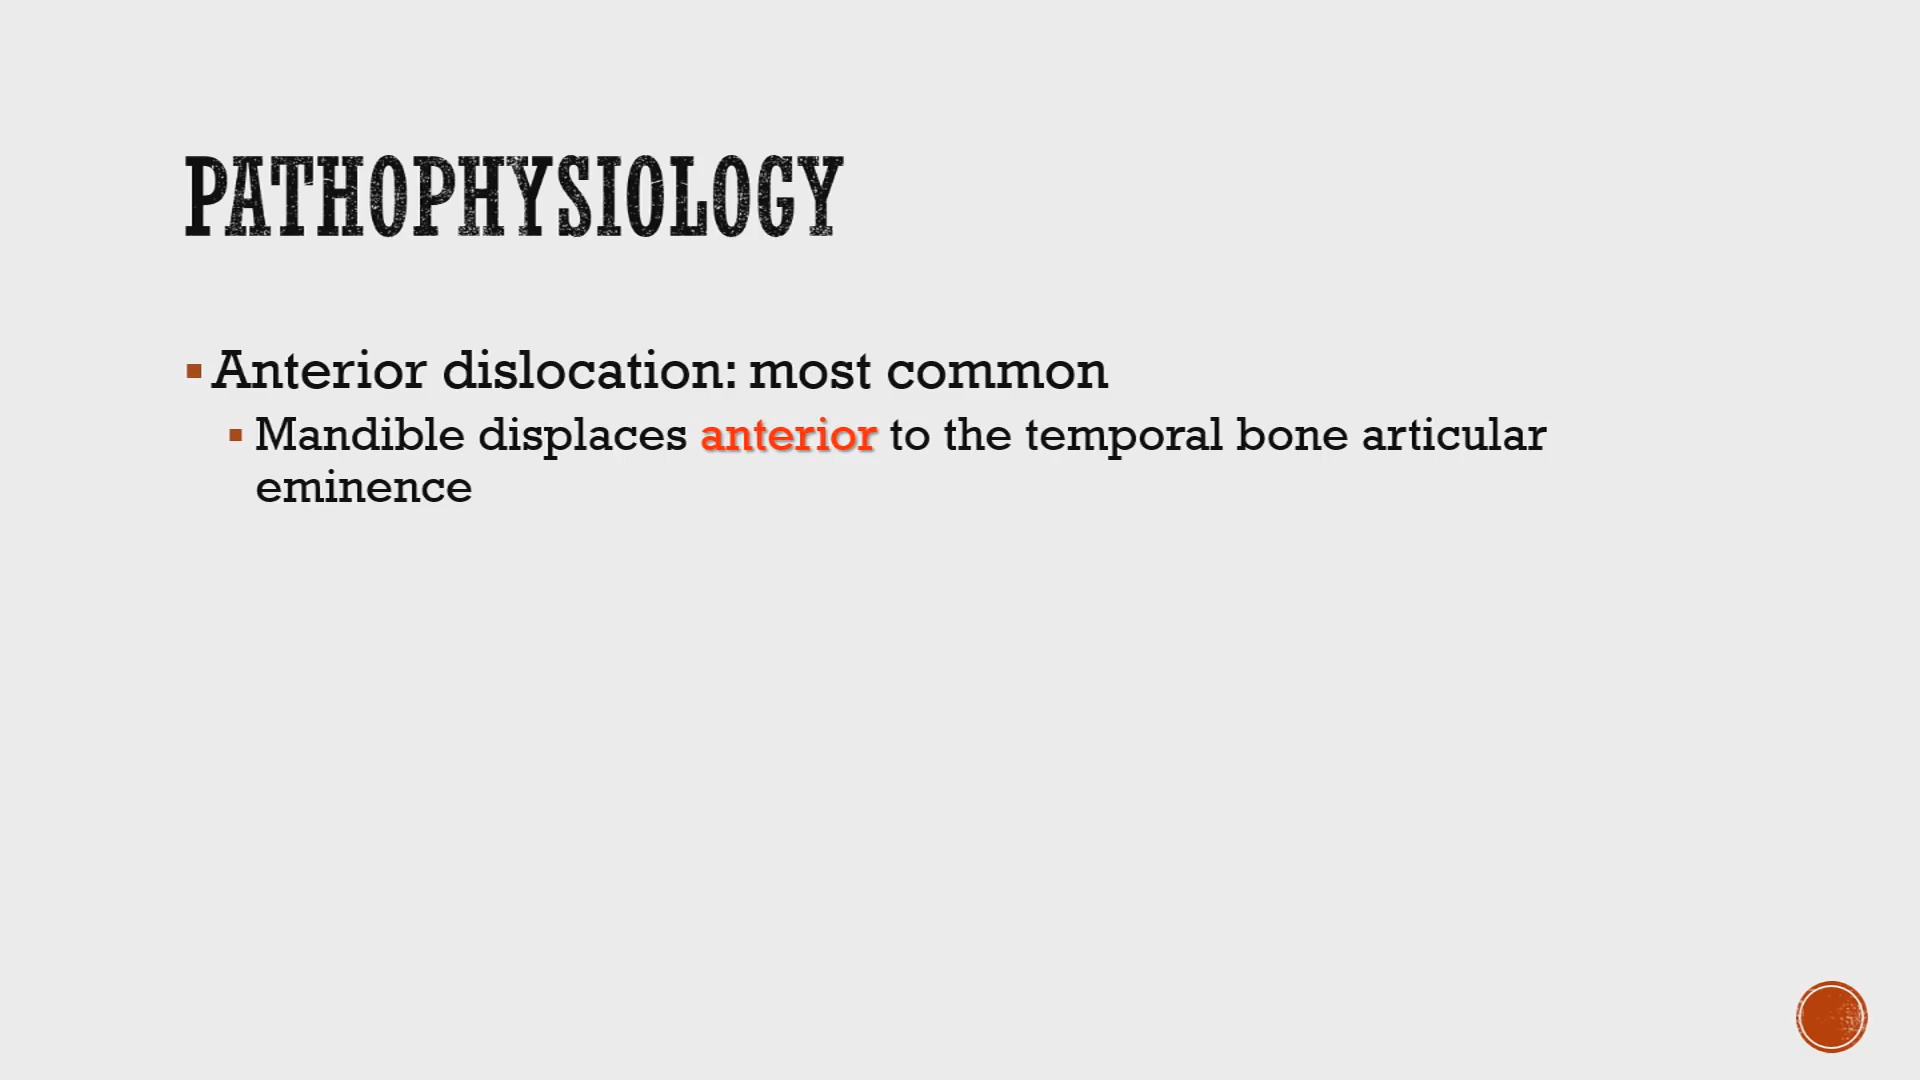 PATHOPHYSIOLOGY
▪ Anterior dislocation: most common
▪ Mandible displaces anterior to the temporal bone articular
eminence